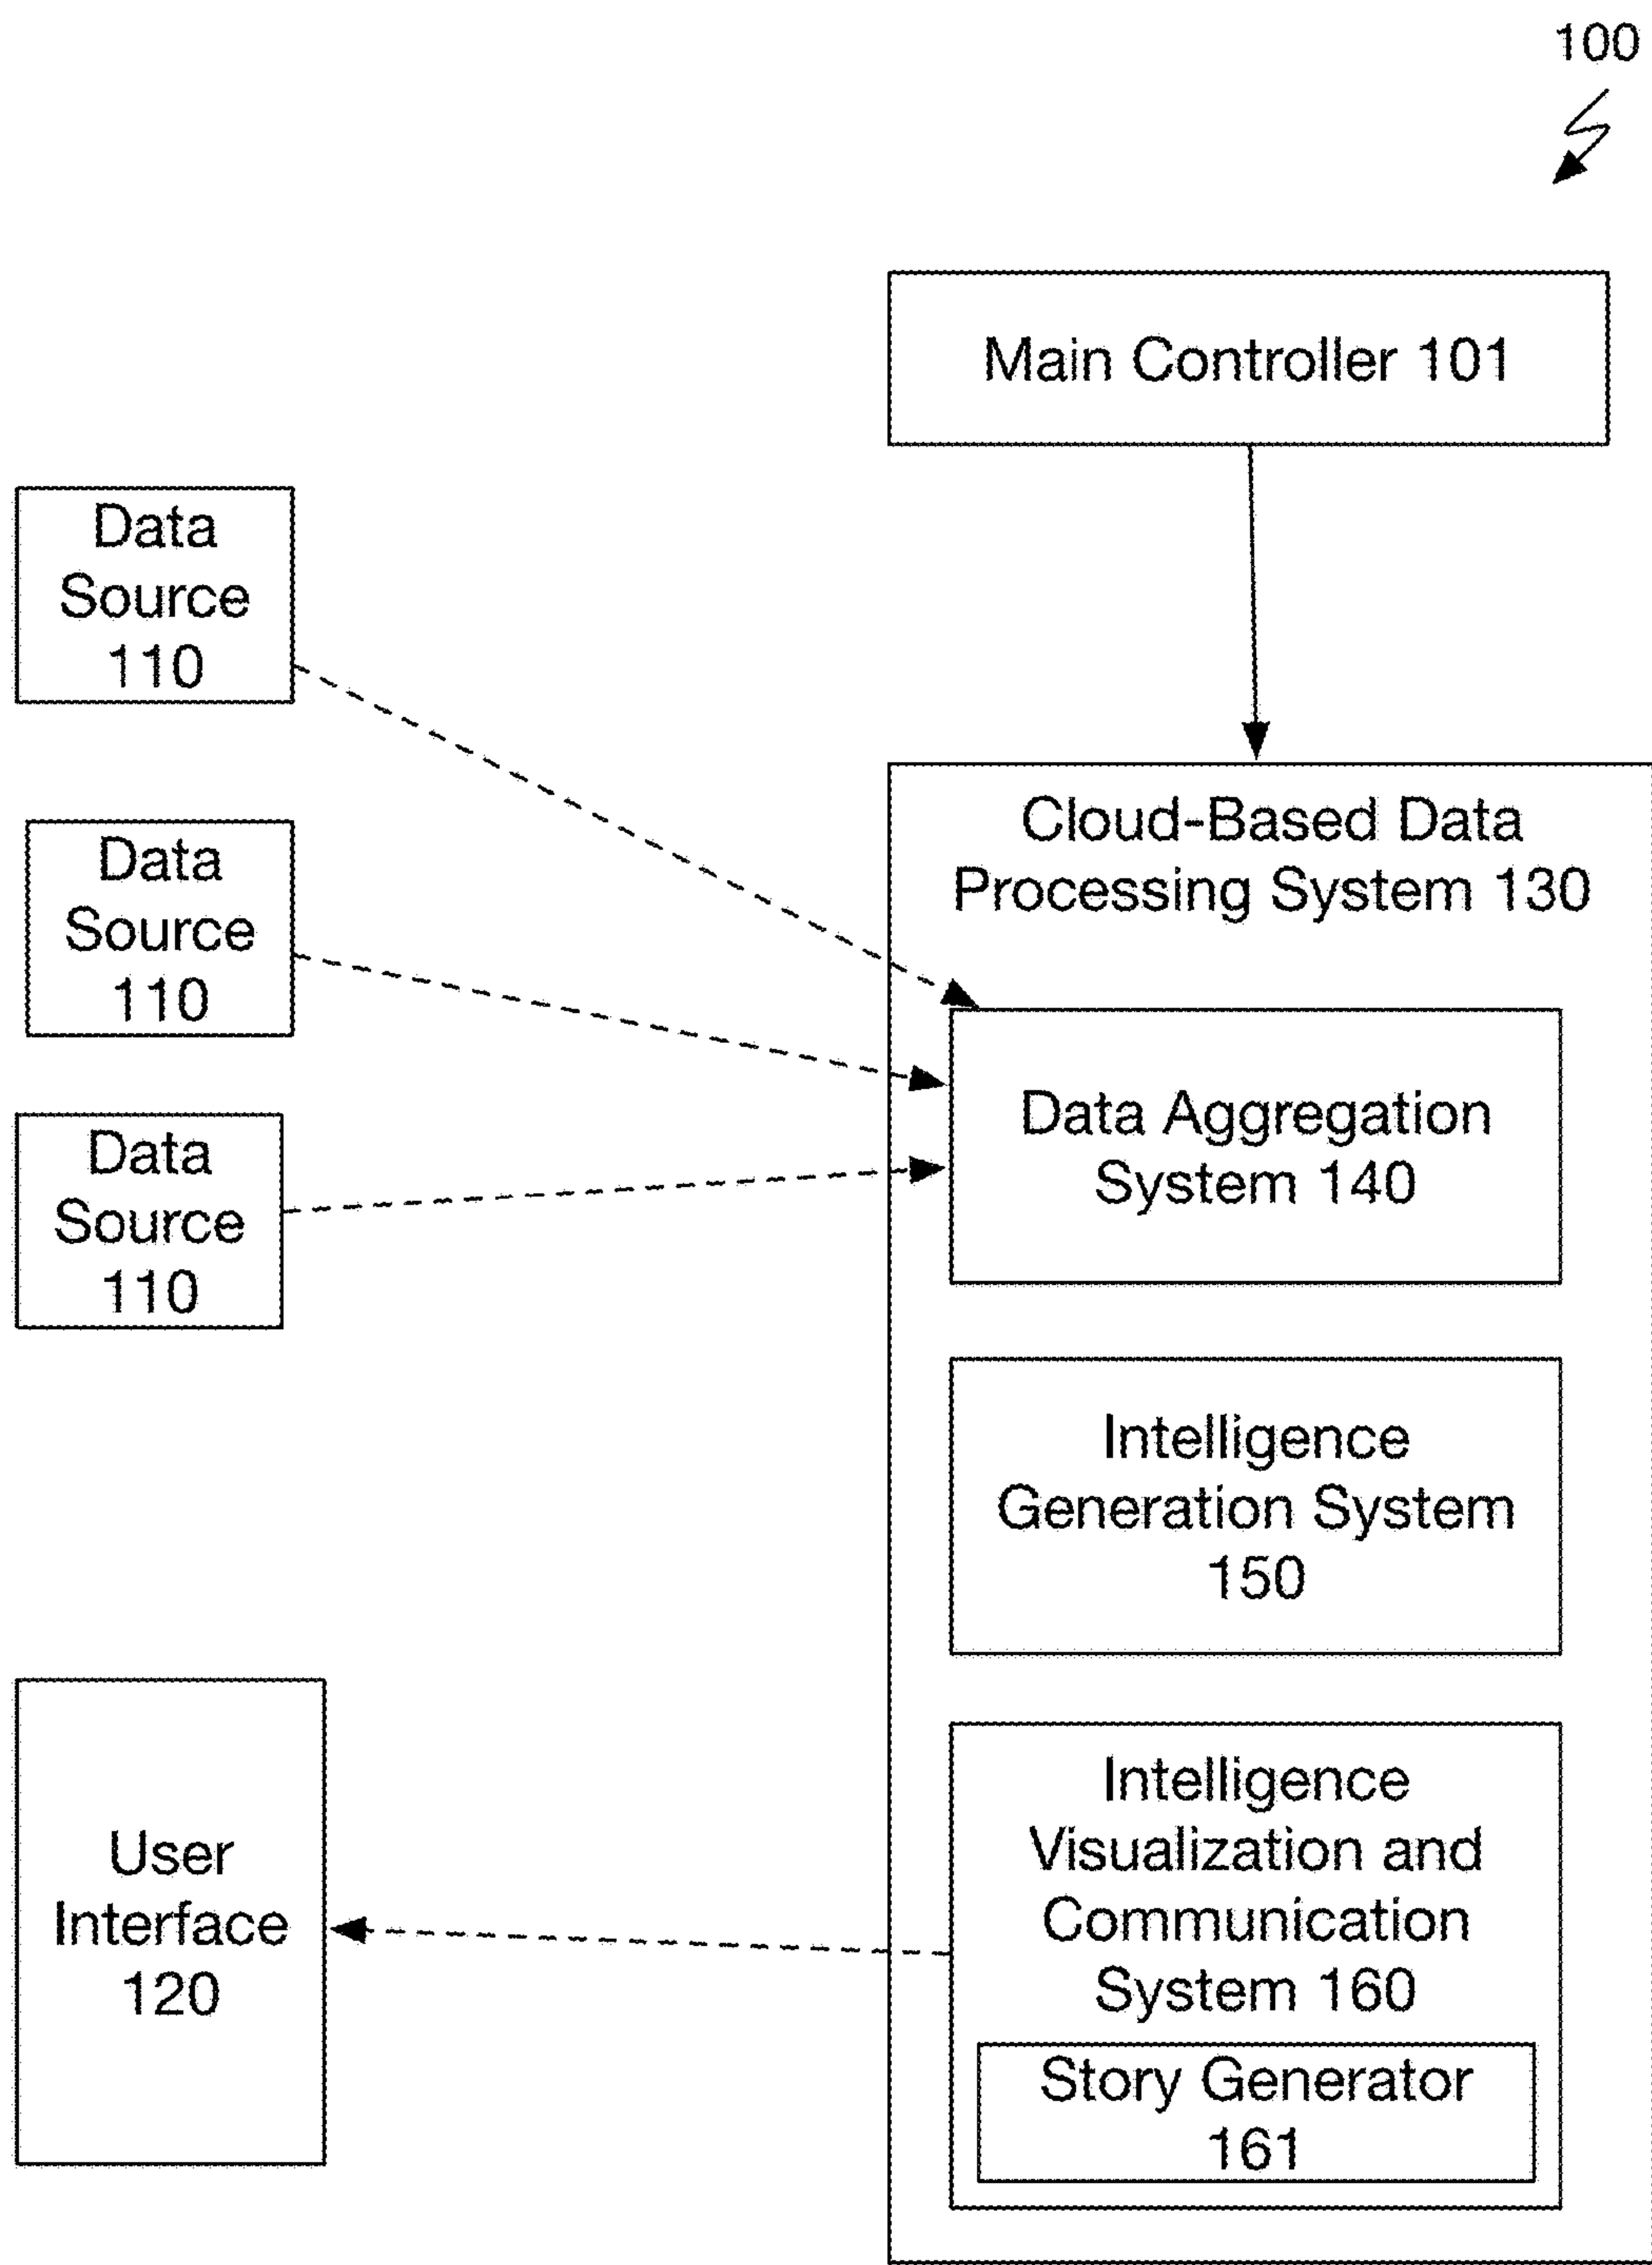 100
Main Controller 101
Data
Source
110
Data
Source
110
Data
Source
110
User
Interface
120
Cloud-Based Data
Processing System 130
Data Aggregation
System 140
Intelligence
Generation System
150
Intelligence
Visualization and
Communication
System 160
Story Generator
161